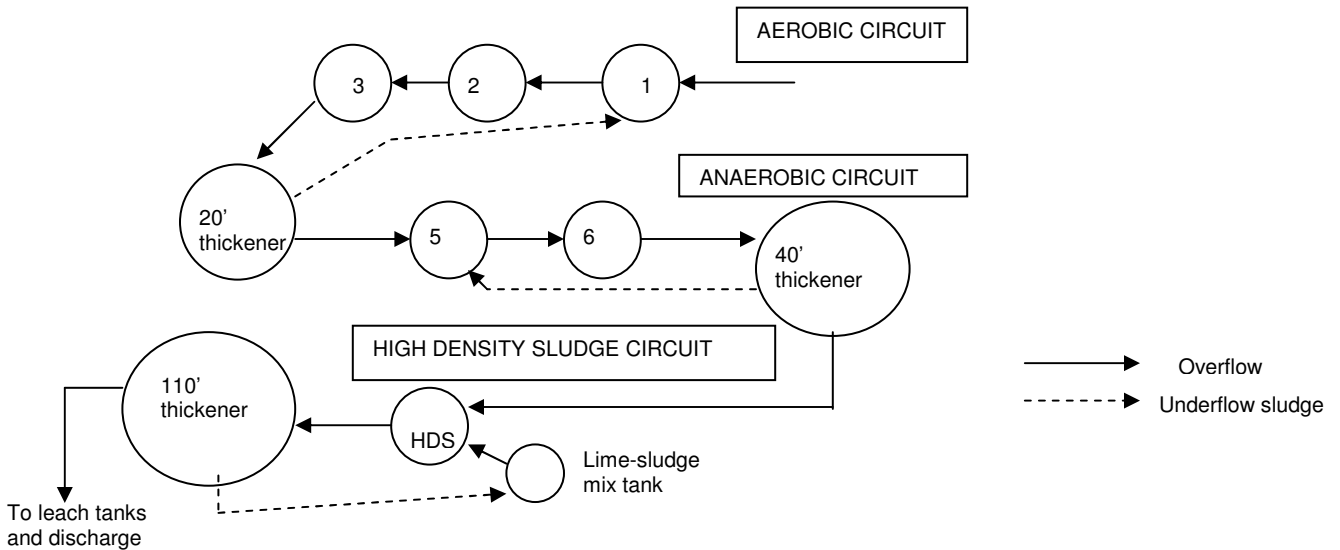 AEROBIC CIRCUIT
3
2
1
ANAEROBIC CIRCUIT
20'
thickener
5
6
40'
thickener
HIGH DENSITY SLUDGE CIRCUIT
110'
thickener
HDS
Lime-sludge
mix tank
Overflow
Underflow sludge
To leach tanks
and discharge